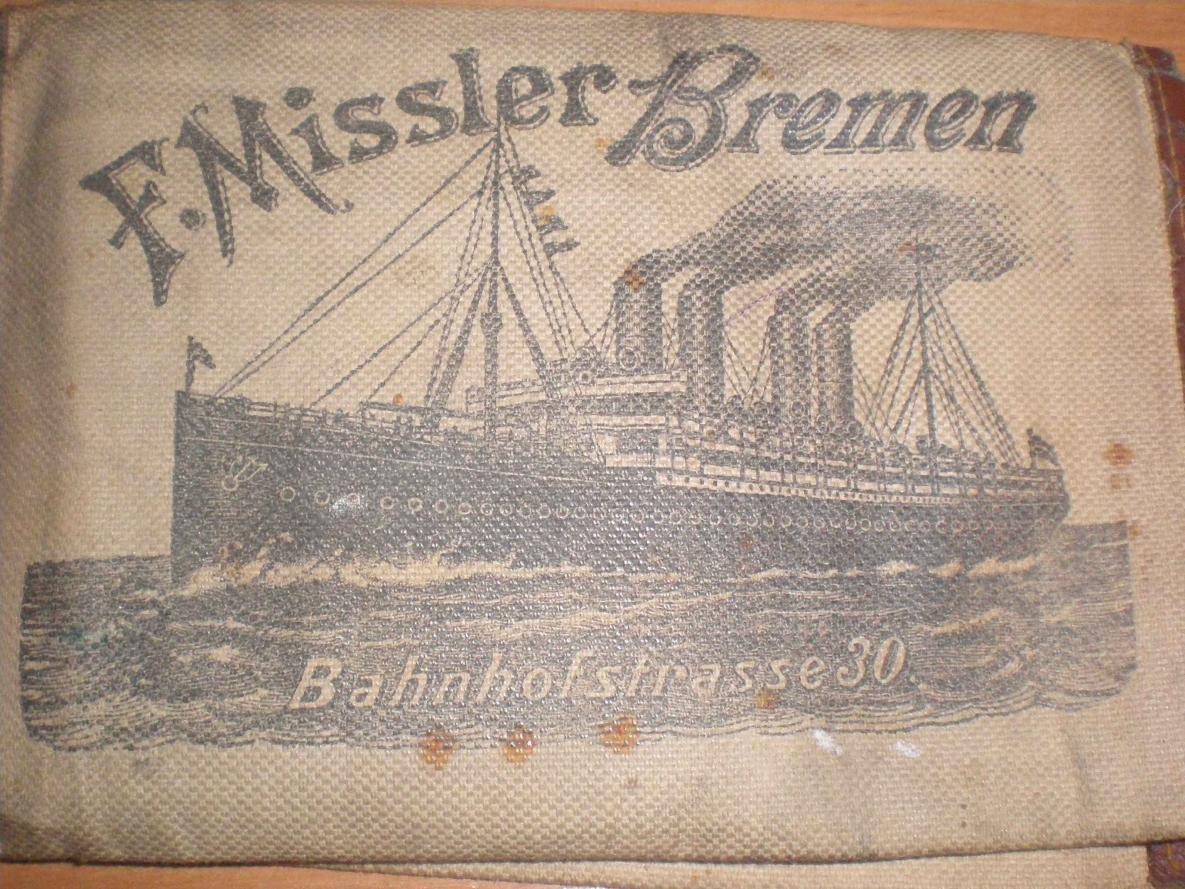 F. Missler Bremen
Bahnhofstrasse 30.